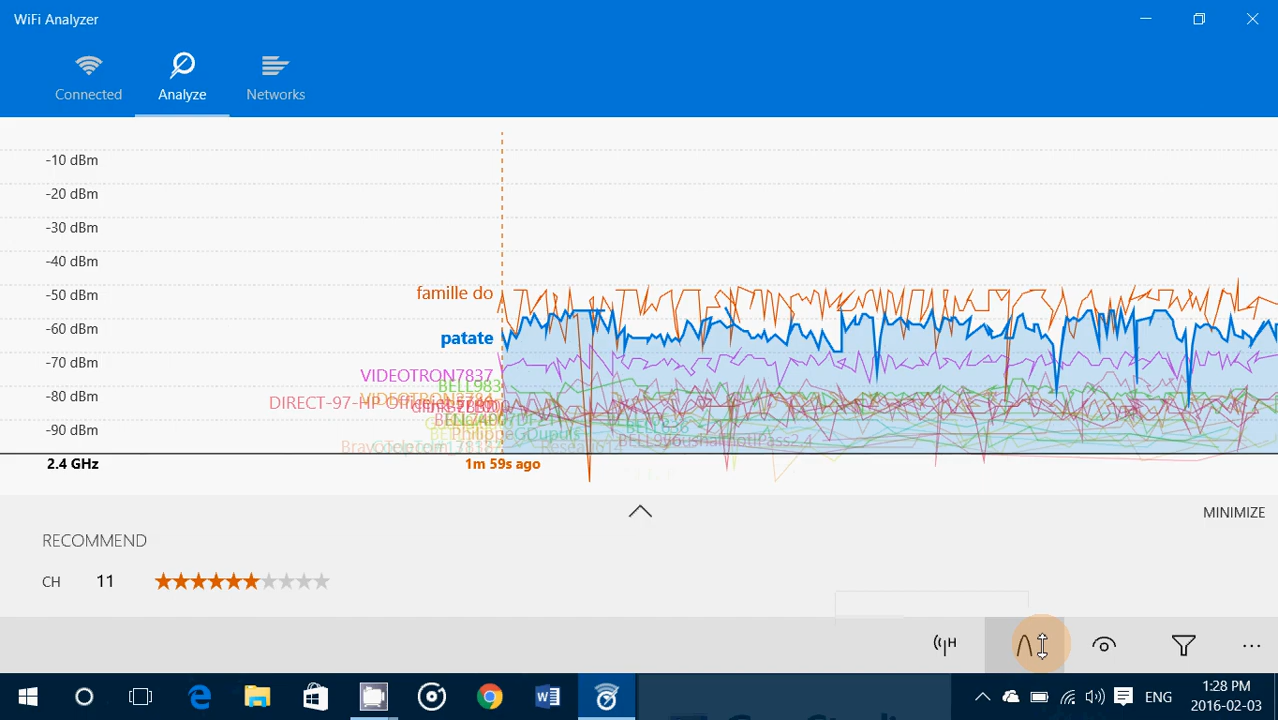 WiFi Analyzer
Connected
Analyze
Networks
-10 dBm
-20 dBm
-30 dBm
-40 dBm
-50 dBm
-60 dBm
-70 dBm
-80 dBm
-90 dBm
famille do
patate
VIDEOTRON7837
BELL983
DIRECT-97-HP
2.4 GHz
1m 59s ago
MINIMIZE
RECOMMEND
CH 11
...
ENG
1:28 PM
2016-02-03